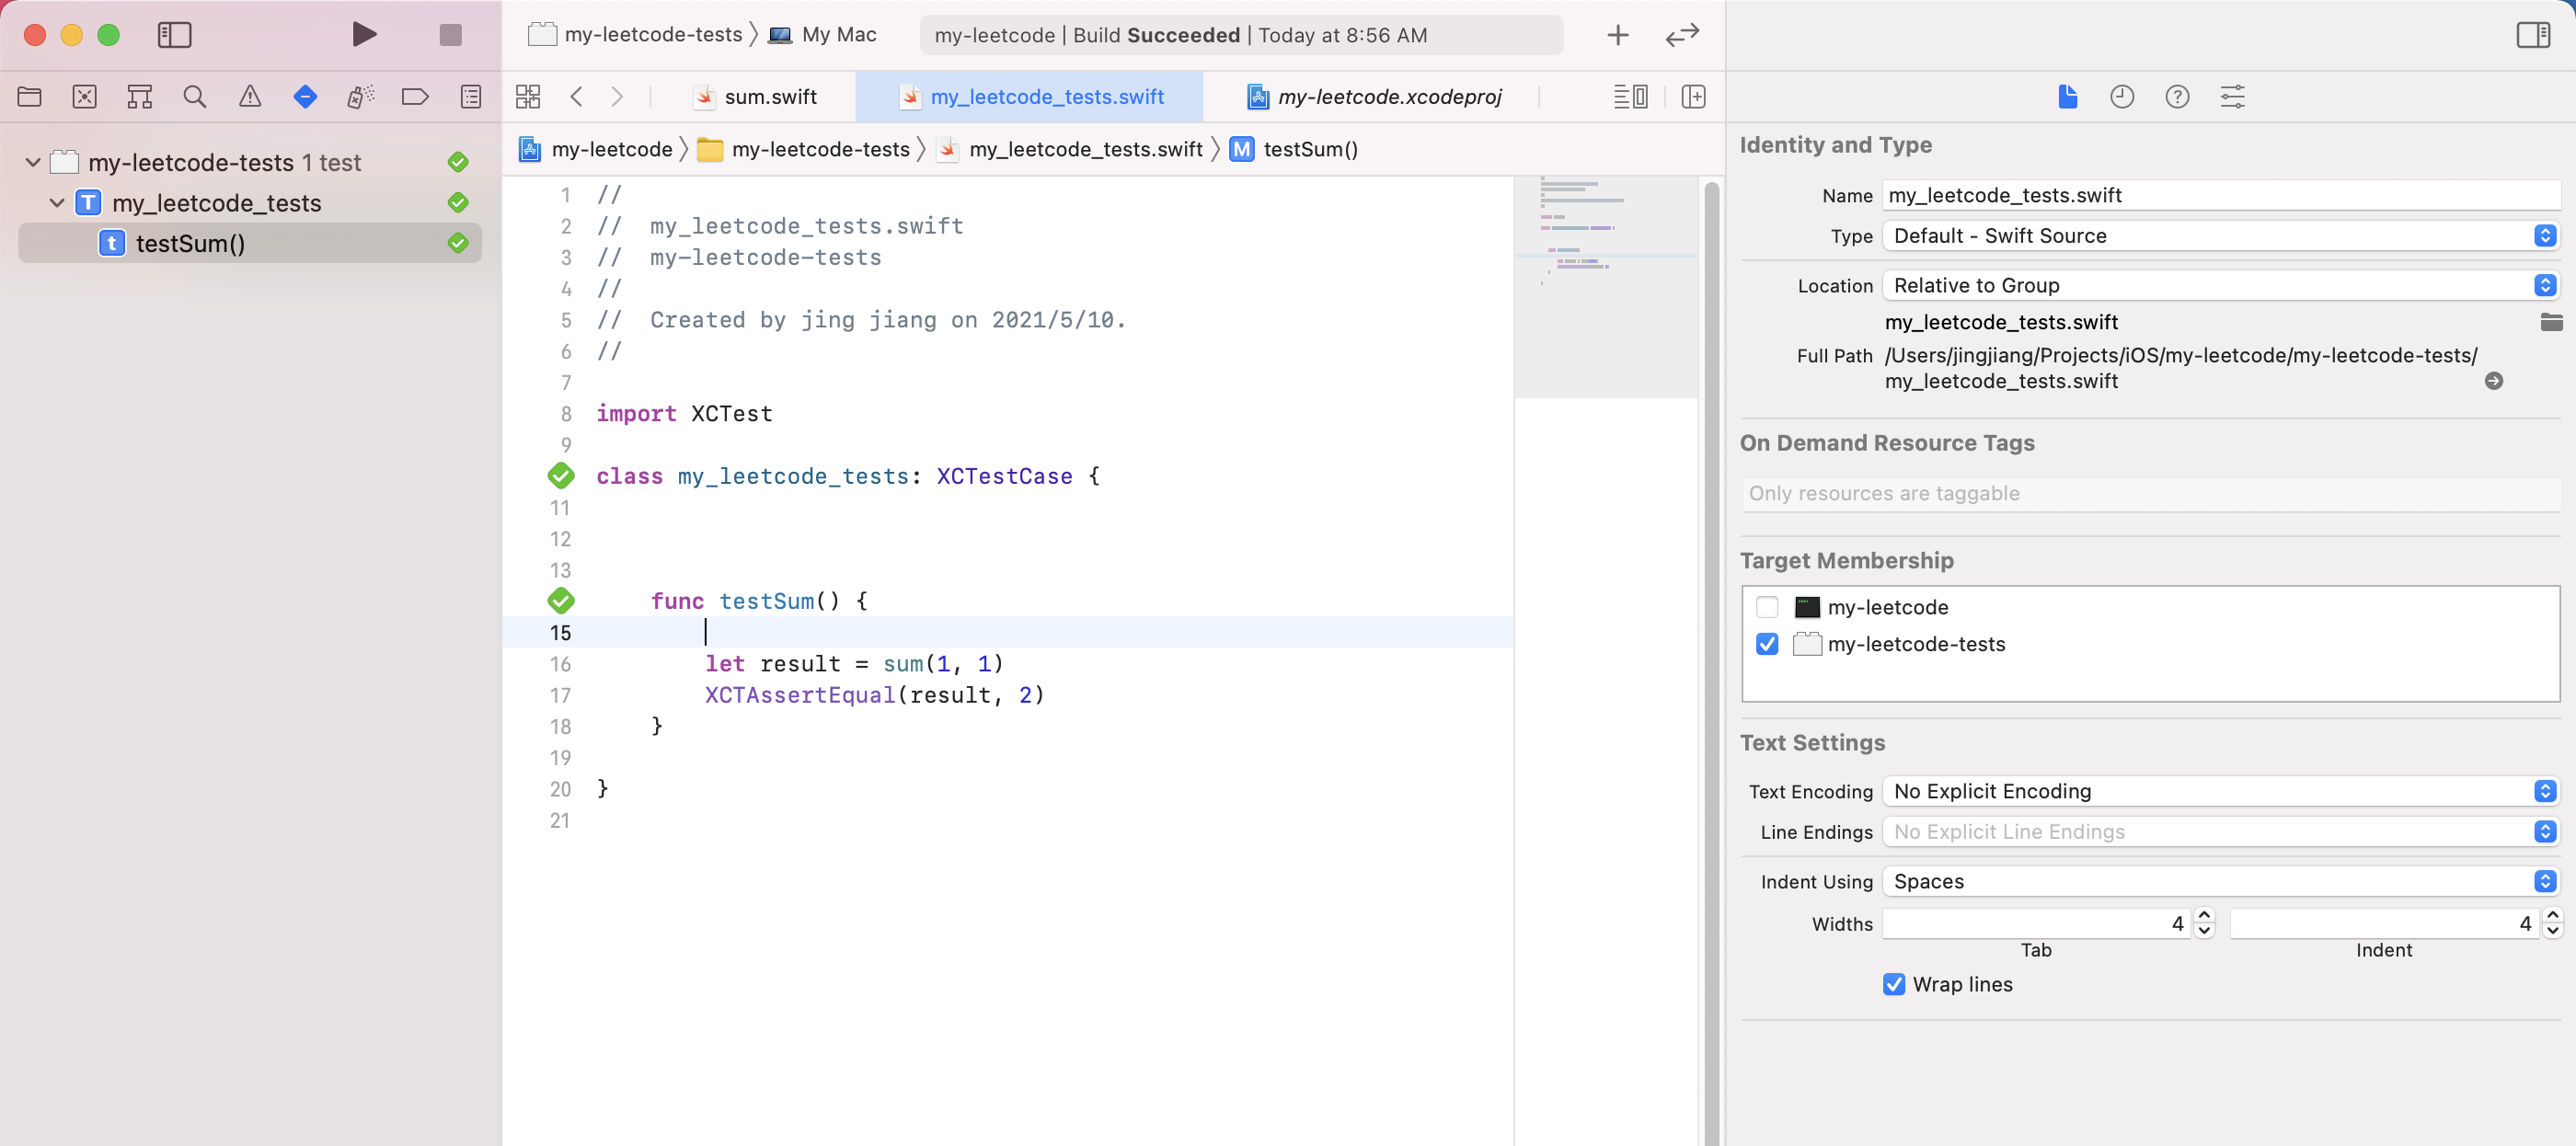 my-leetcode-tests My Mac
my-leetcode | Build Succeeded | Today at 8:56 AM
sum.swift
my_leetcode_tests.swift
my-leetcode.xcodeproj
my-leetcode-tests 1 test
T my_leetcode_tests
t testSum()
my-leetcode my-leetcode-tests my_leetcode_tests.swift M testSum()
1 //
2 //  my_leetcode_tests.swift
3 //  my-leetcode-tests
4 //
5 //  Created by jing jiang on 2021/5/10.
6 //
7
8 import XCTest
9
class my_leetcode_tests: XCTestCase {
11
12
13
func testSum() {
15
16 let result = sum(1, 1)
17 XCTAssertEqual(result, 2)
18 }
19
20 }
21
Identity and Type
Name my_leetcode_tests.swift
Type Default - Swift Source
Location Relative to Group
my_leetcode_tests.swift
Full Path /Users/jingjiang/Projects/iOS/my-leetcode/my-leetcode-tests/
my_leetcode_tests.swift
On Demand Resource Tags
Only resources are taggable
Target Membership
my-leetcode
my-leetcode-tests
Text Settings
Text Encoding No Explicit Encoding
Line Endings No Explicit Line Endings
Indent Using Spaces
Widths 4 4
Tab Indent
Wrap lines